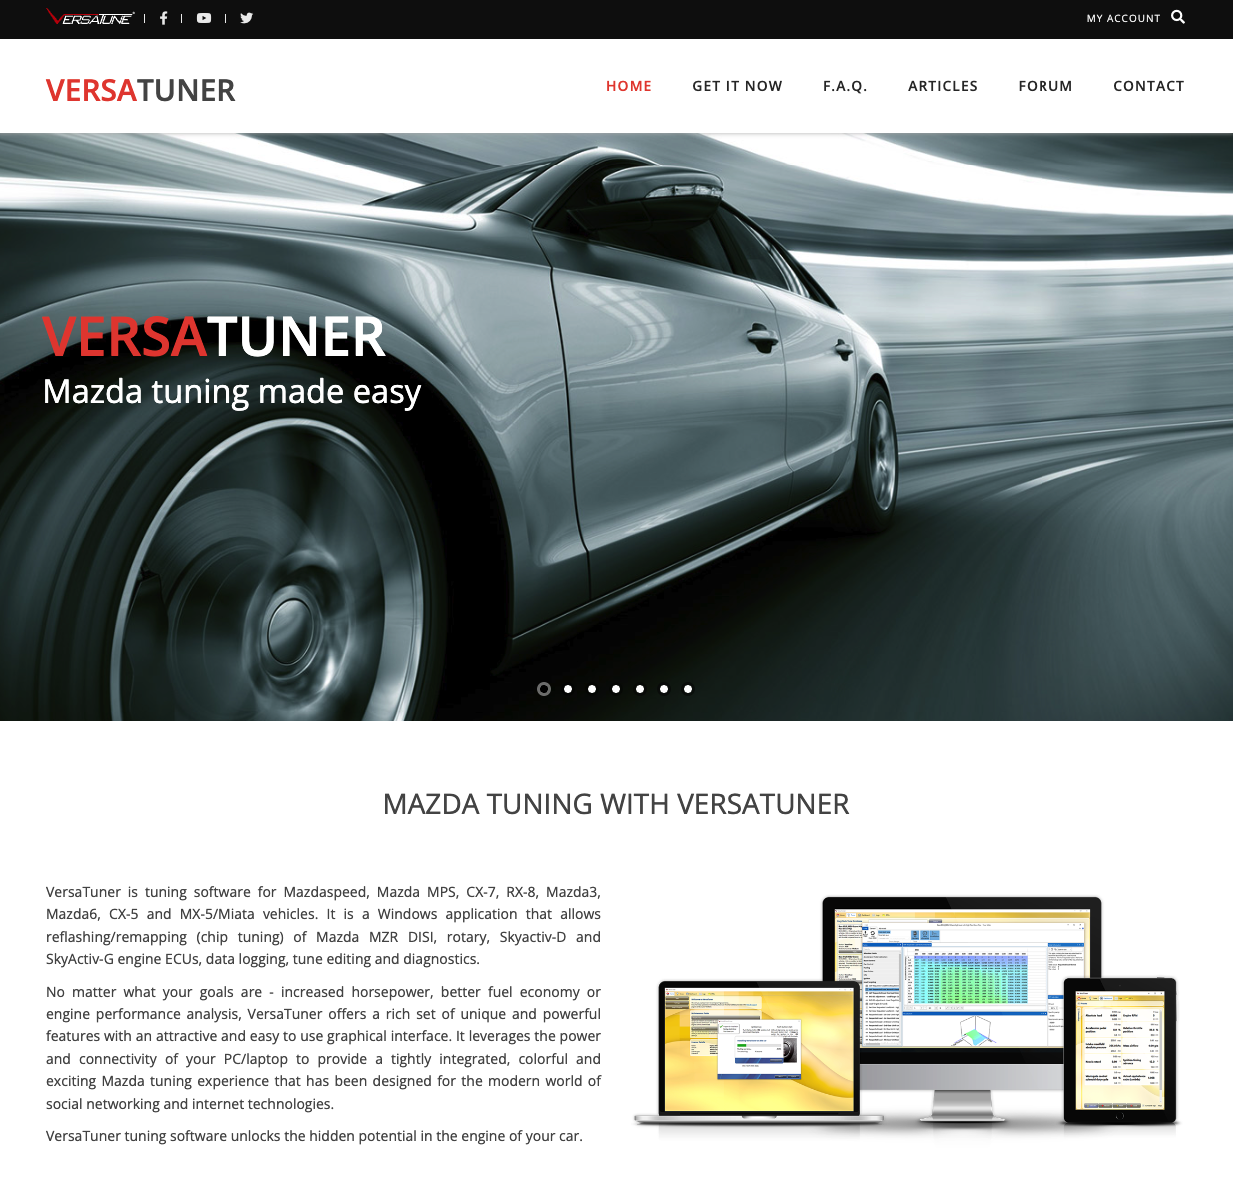 VERSATUNE
MY ACCOUNT
VERSATUNER
HOME
GET IT NOW
F.A.Q.
ARTICLES
FORUM
CONTACT
VERSATUNER
Mazda tuning made easy
MAZDA TUNING WITH VERSATUNER
VersaTuner is tuning software for Mazdaspeed, Mazda MPS, CX-7, RX-8, Mazda3,
Mazda6, CX-5 and MX-5/Miata vehicles. It is a Windows application that allows
reflashing/remapping (chip tuning) of Mazda MZR DISI, rotary, Skyactiv-D and
SkyActiv-G engine ECUs, data logging, tune editing and diagnostics.
No matter what your goals are - increased horsepower, better fuel economy or
engine performance analysis, VersaTuner offers a rich set of unique and powerful
features with an attractive and easy to use graphical interface. It leverages the power
and connectivity of your PC/laptop to provide a tightly integrated, colorful and
exciting Mazda tuning experience that has been designed for the modern world of
social networking and internet technologies.
VersaTuner tuning software unlocks the hidden potential in the engine of your car.